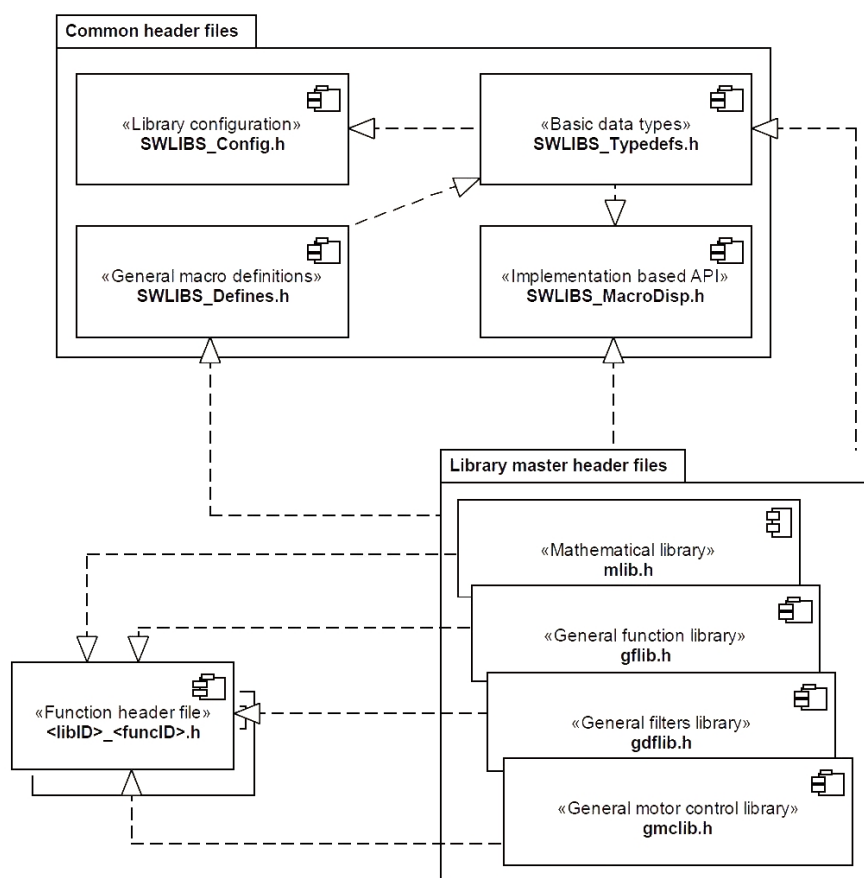 Common header files
«Library configuration»
SWLIBS_Config.h
«Basic data types»
SWLIBS_Typedefs.h
«General macro definitions»
SWLIBS_Defines.h
«Implementation based API»
SWLIBS_MacroDisp.h
Library master header files
«Mathematical library»
mlib.h
«General function library»
gflib.h
«Function header file»
<libID>_<funcID>.h
«General filters library»
gdflib.h
«General motor control library»
gmclib.h